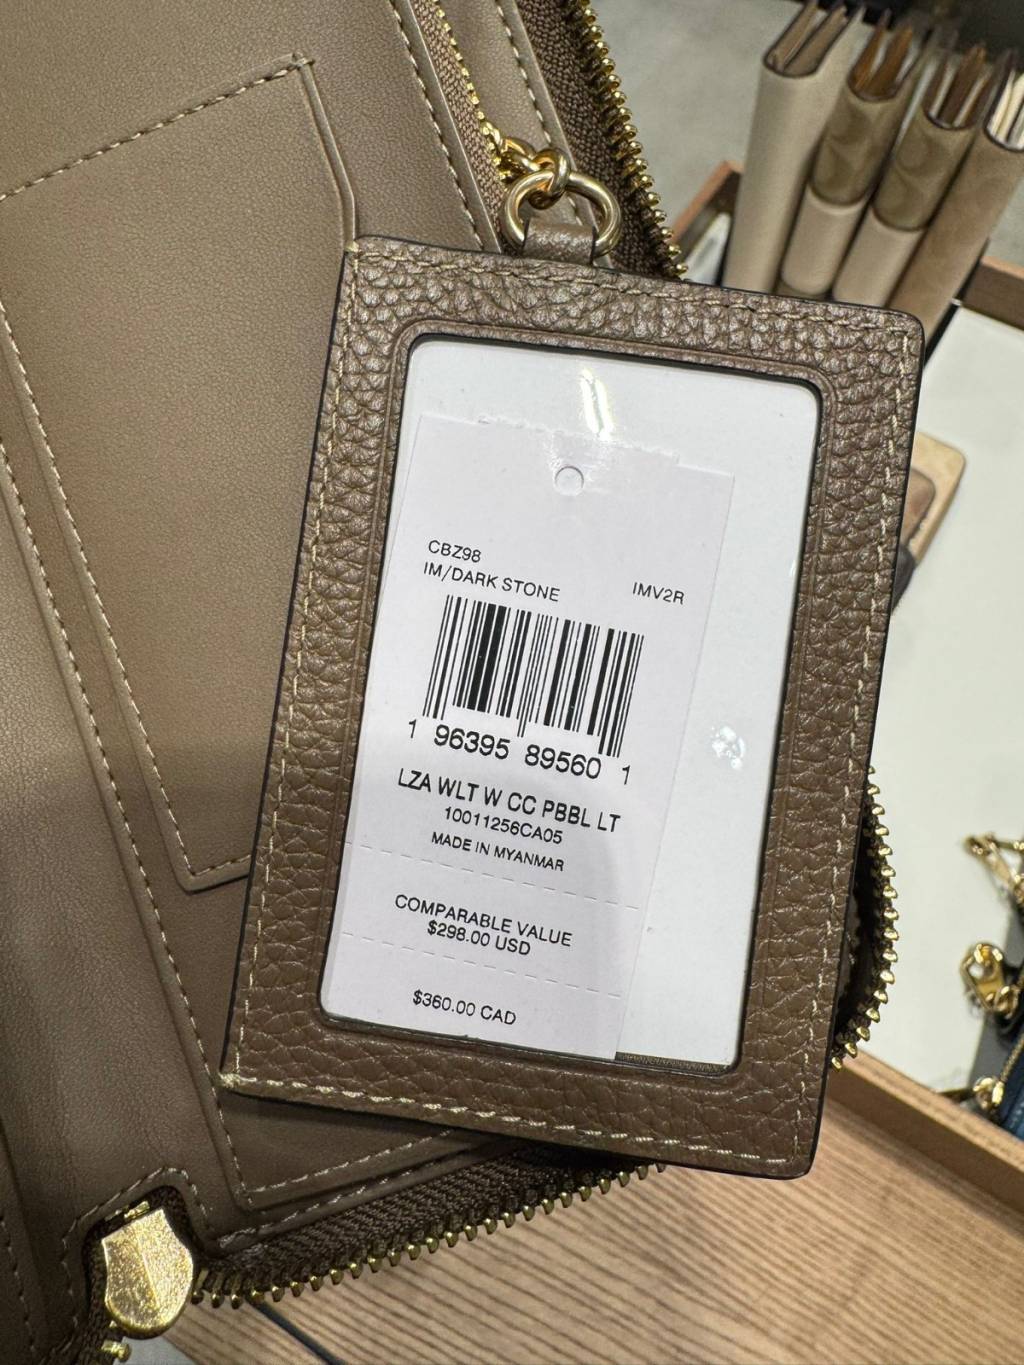 CBZ98
IM/DARK STONE IMV2R
1 96395 89560 1
LZA WLT W CC PBBL LT
10011256CA05
MADE IN MYANMAR
COMPARABLE VALUE
$298.00 USD
$360.00 CAD